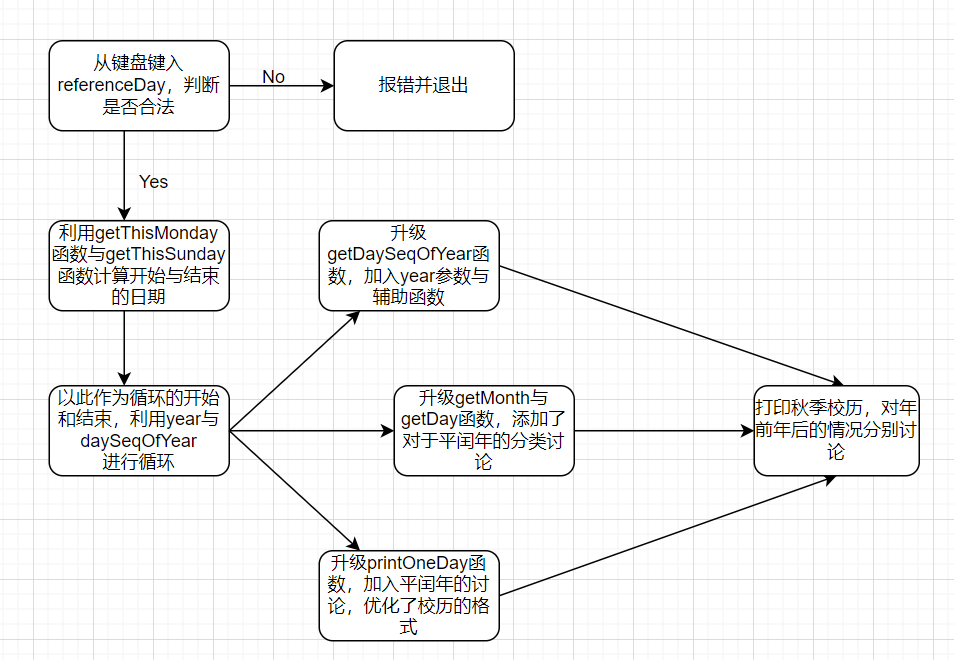 从键盘键入
referenceDay，判断
是否合法
No
报错并退出
Yes
利用getThisMonday
函数与getThisSunday
函数计算开始与结束
的日期
升级
getDaySeqOfYear函
数，加入year参数与
辅助函数
以此作为循环的开始
和结束，利用year与
daySeqOfYear
进行循环
升级getMonth与
getDay函数，添加了
对于平闰年的分类讨
论
打印秋季校历，对年
前年后的情况分别讨
论
升级printOneDay函
数，加入平闰年的讨
论，优化了校历的格
式